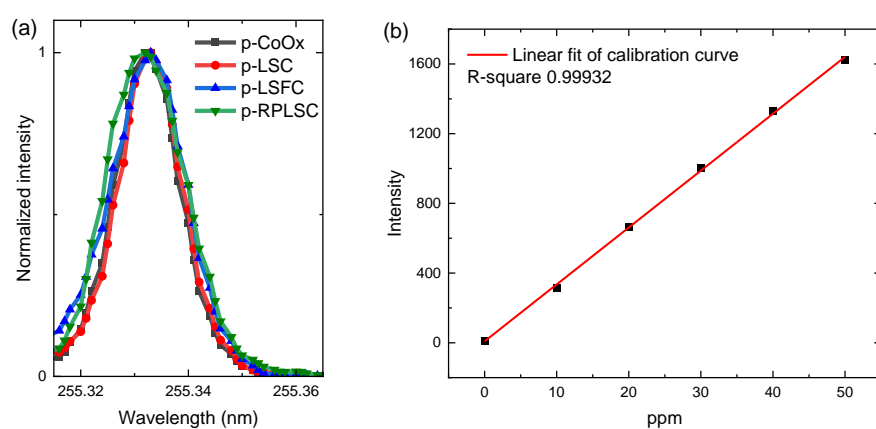 (a)
p-CoOx
p-LSC
p-LSFC
p-RPLSC
1
0
Normalized intensity
255.32
255.34
255.36
Wavelength (nm)
(b)
Linear fit of calibration curve
R-square 0.99932
1600
1200
800
400
0
Intensity
0
10
20
30
40
50
ppm